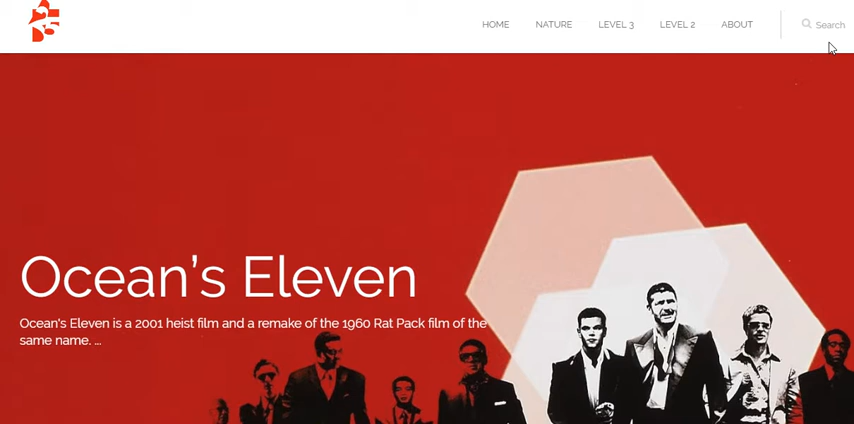 HOME NATURE LEVEL 3 LEVEL 2 ABOUT Search
Ocean's Eleven
Ocean's Eleven is a 2001 heist film and a remake of the 1960 Rat Pack film of the
same name. ...